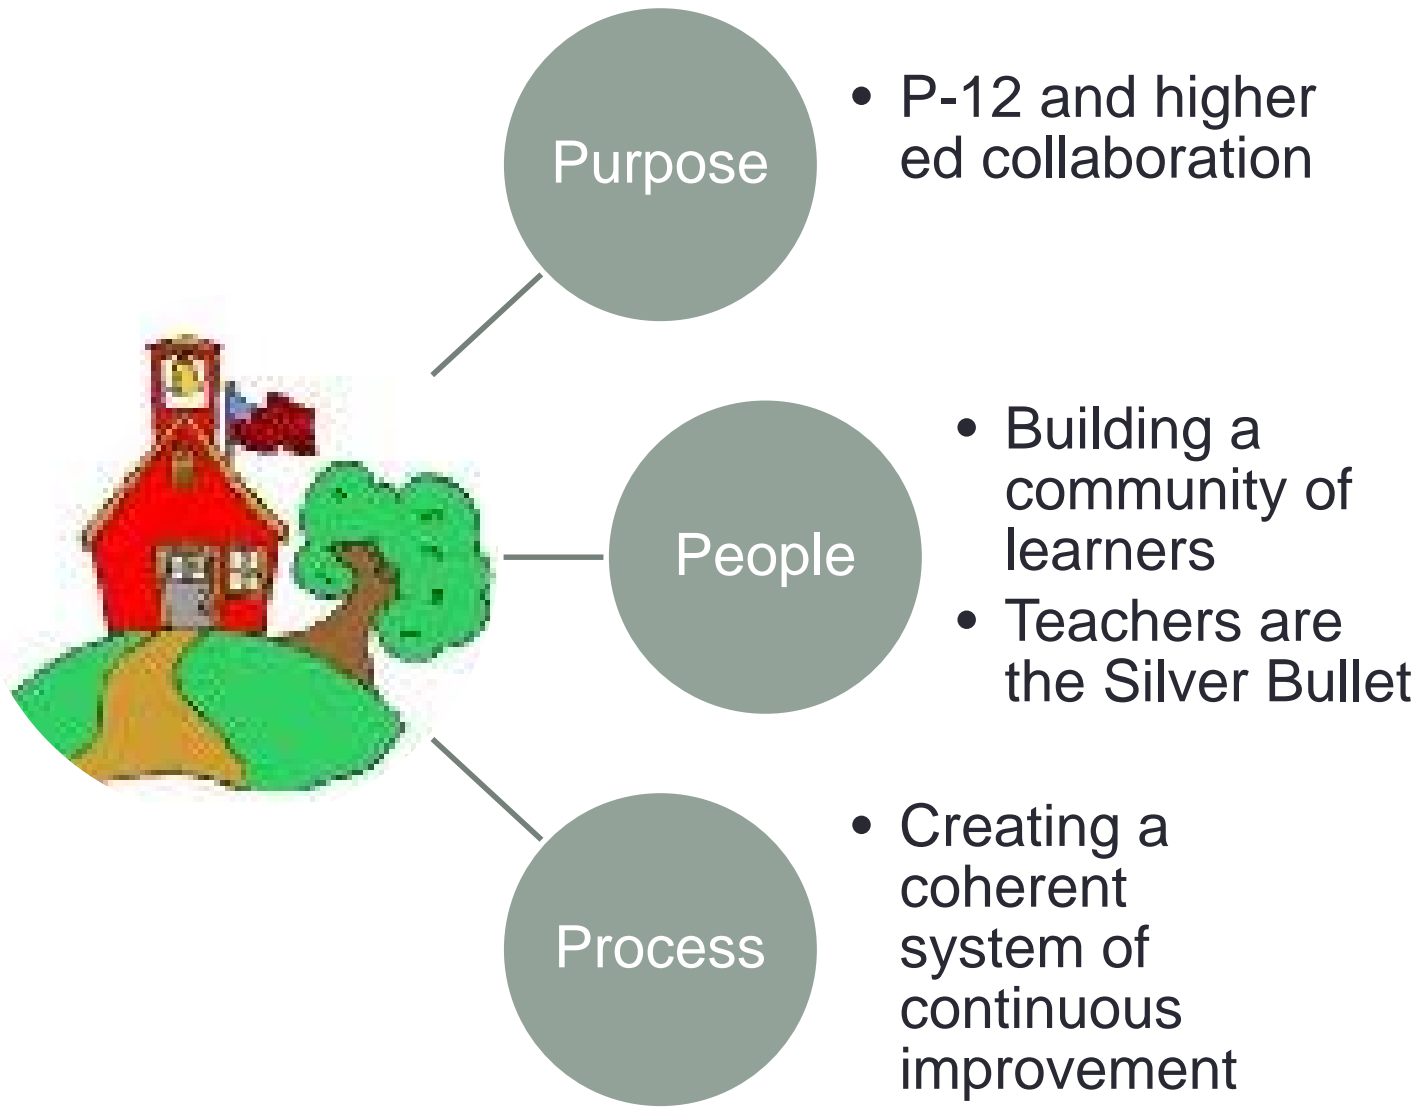 Purpose
• P-12 and higher
ed collaboration
People
• Building a
community of
learners
• Teachers are
the Silver Bullet
Process
• Creating a
coherent
system of
continuous
improvement